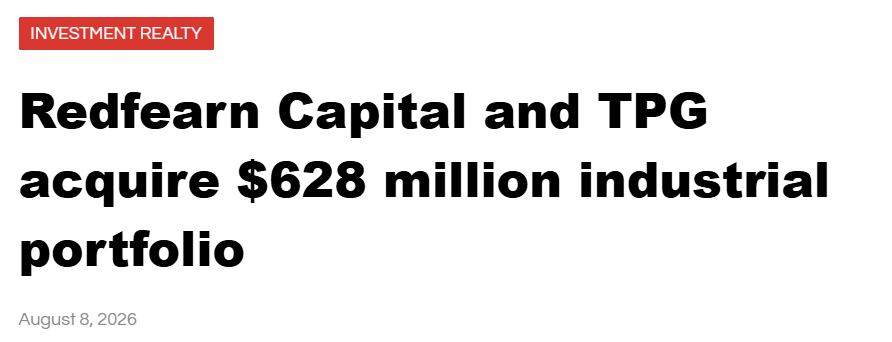 INVESTMENT REALTY
Redfearn Capital and TPG
acquire $628 million industrial
portfolio
August 8, 2026